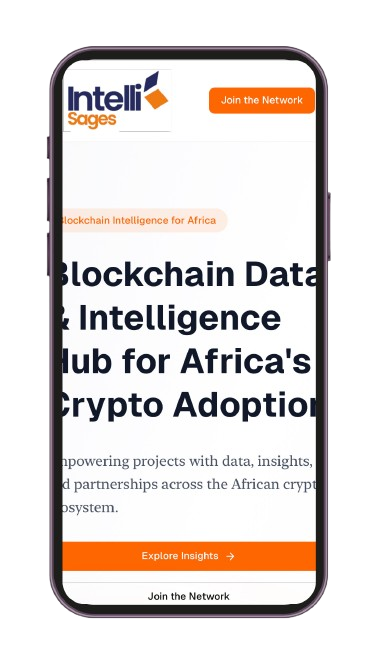 Intelli
Sages
Join the Network
Blockchain Intelligence for Africa
Blockchain Data
& Intelligence
Hub for Africa's
Crypto Adoption
mpowering projects with data, insights,
d partnerships across the African crypt
osystem.
Explore Insights →
Join the Network